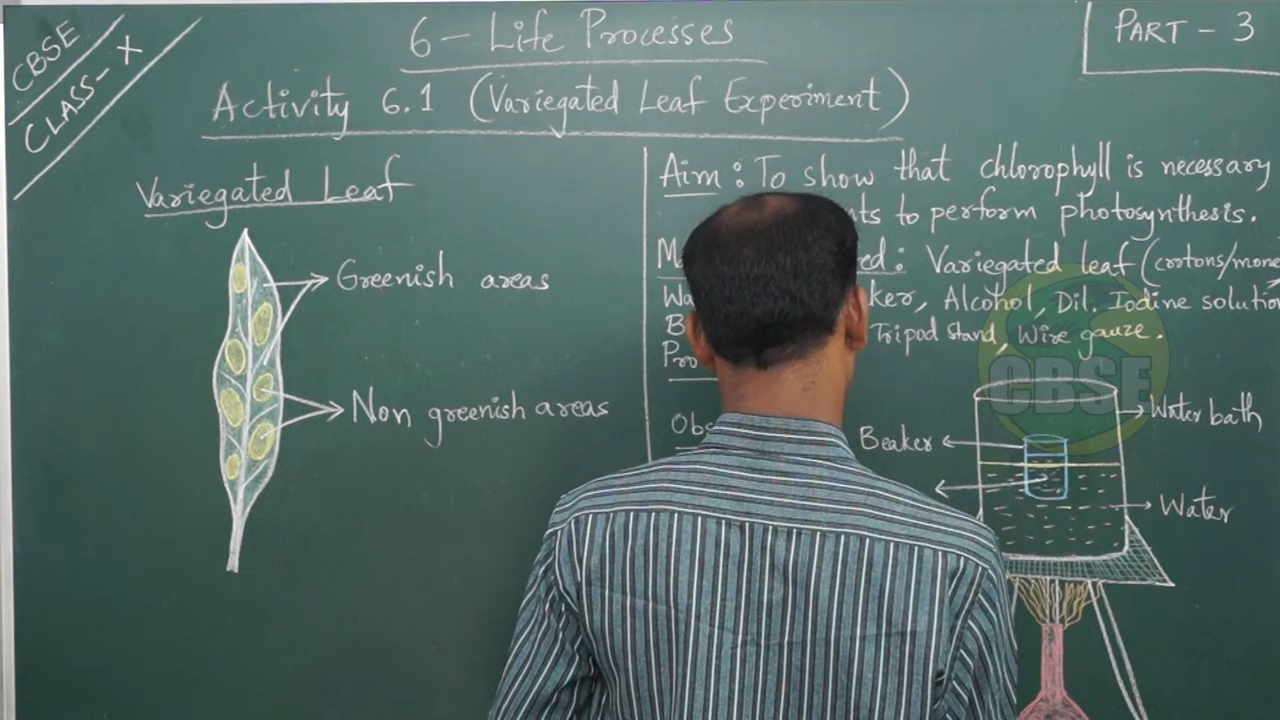 CBSE
CLASS - X
6 - Life Processes
PART - 3
Activity 6.1 (Variegated Leaf Experiment)
Variegated Leaf
Greenish areas
Non greenish areas
Aim : To show that chlorophyll is necessary
to perform photosynthesis.
Variegated leaf (crotons/
Alcohol, Dil. Iodine
Tripod stand, Wire gauze.
CBSE
Water bath
Beaker
Water